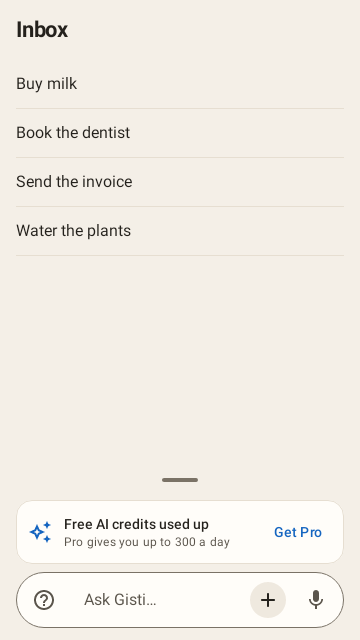 Inbox
Buy milk
Book the dentist
Send the invoice
Water the plants
Free AI credits used up
Pro gives you up to 300 a day
Get Pro
Ask Gisti…